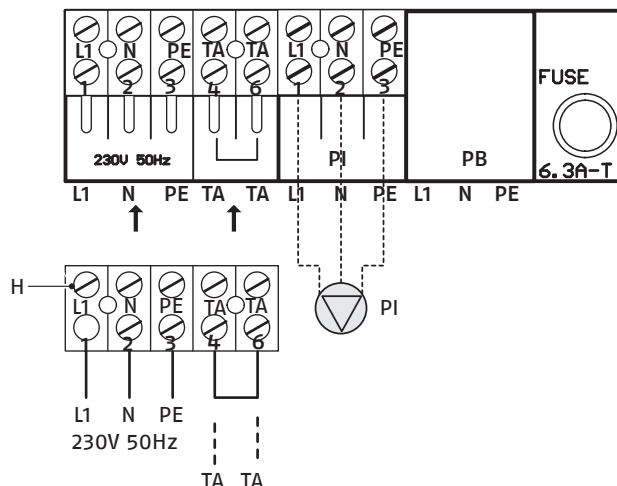 L1 N PE TA TA L1 N PE
1 2 3 4 6 1 2 3
FUSE
230V 50Hz PI PB
6.3A-T
L1 N PE TA TA L1 N PE L1 N PE
H
L1 N PE TA TA
1 2 3 4 6
PI
L1 N PE
230V 50Hz
TA TA